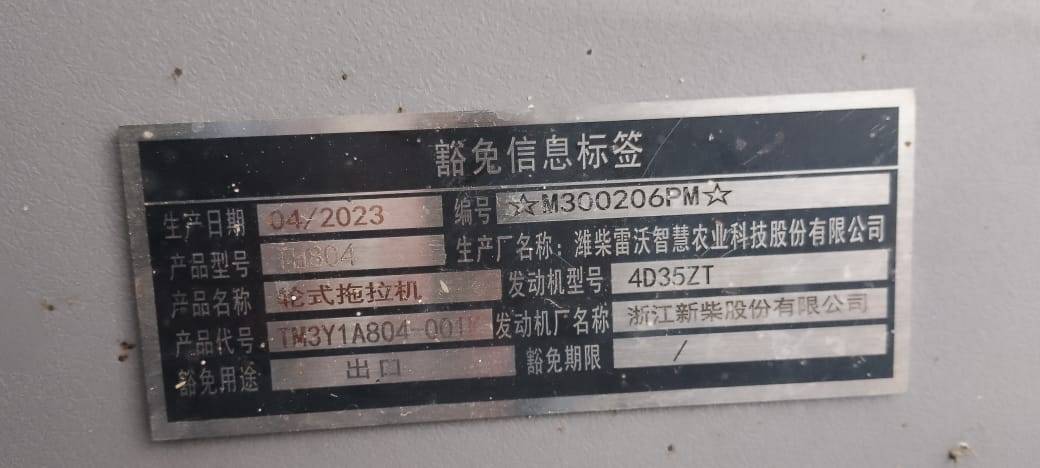 豁免信息标签
生产日期 04/2023 编号 ☆M300206PM☆
产品型号 804 生产厂名称：潍柴雷沃智慧农业科技股份有限公司
产品名称 轮式拖拉机 发动机型号 4D35ZT
产品代号 TM3Y1A804-001 发动机厂名称 浙江新柴股份有限公司
豁免用途 出口 豁免期限 /